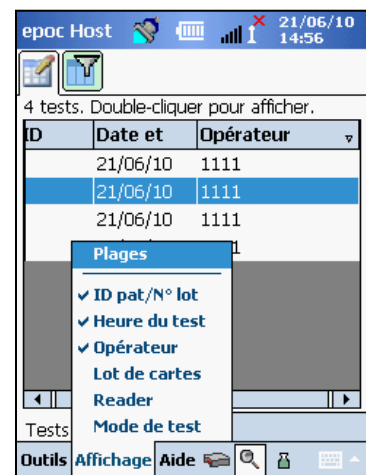 epoc Host 21/06/10
14:56
4 tests. Double-cliquer pour afficher.
ID Date et Opérateur
21/06/10 1111
21/06/10 1111
21/06/10 1111
1
Plages
ID pat/N° lot
Heure du test
Opérateur
Lot de cartes
Reader
Mode de test
Tests
Outils Affichage Aide